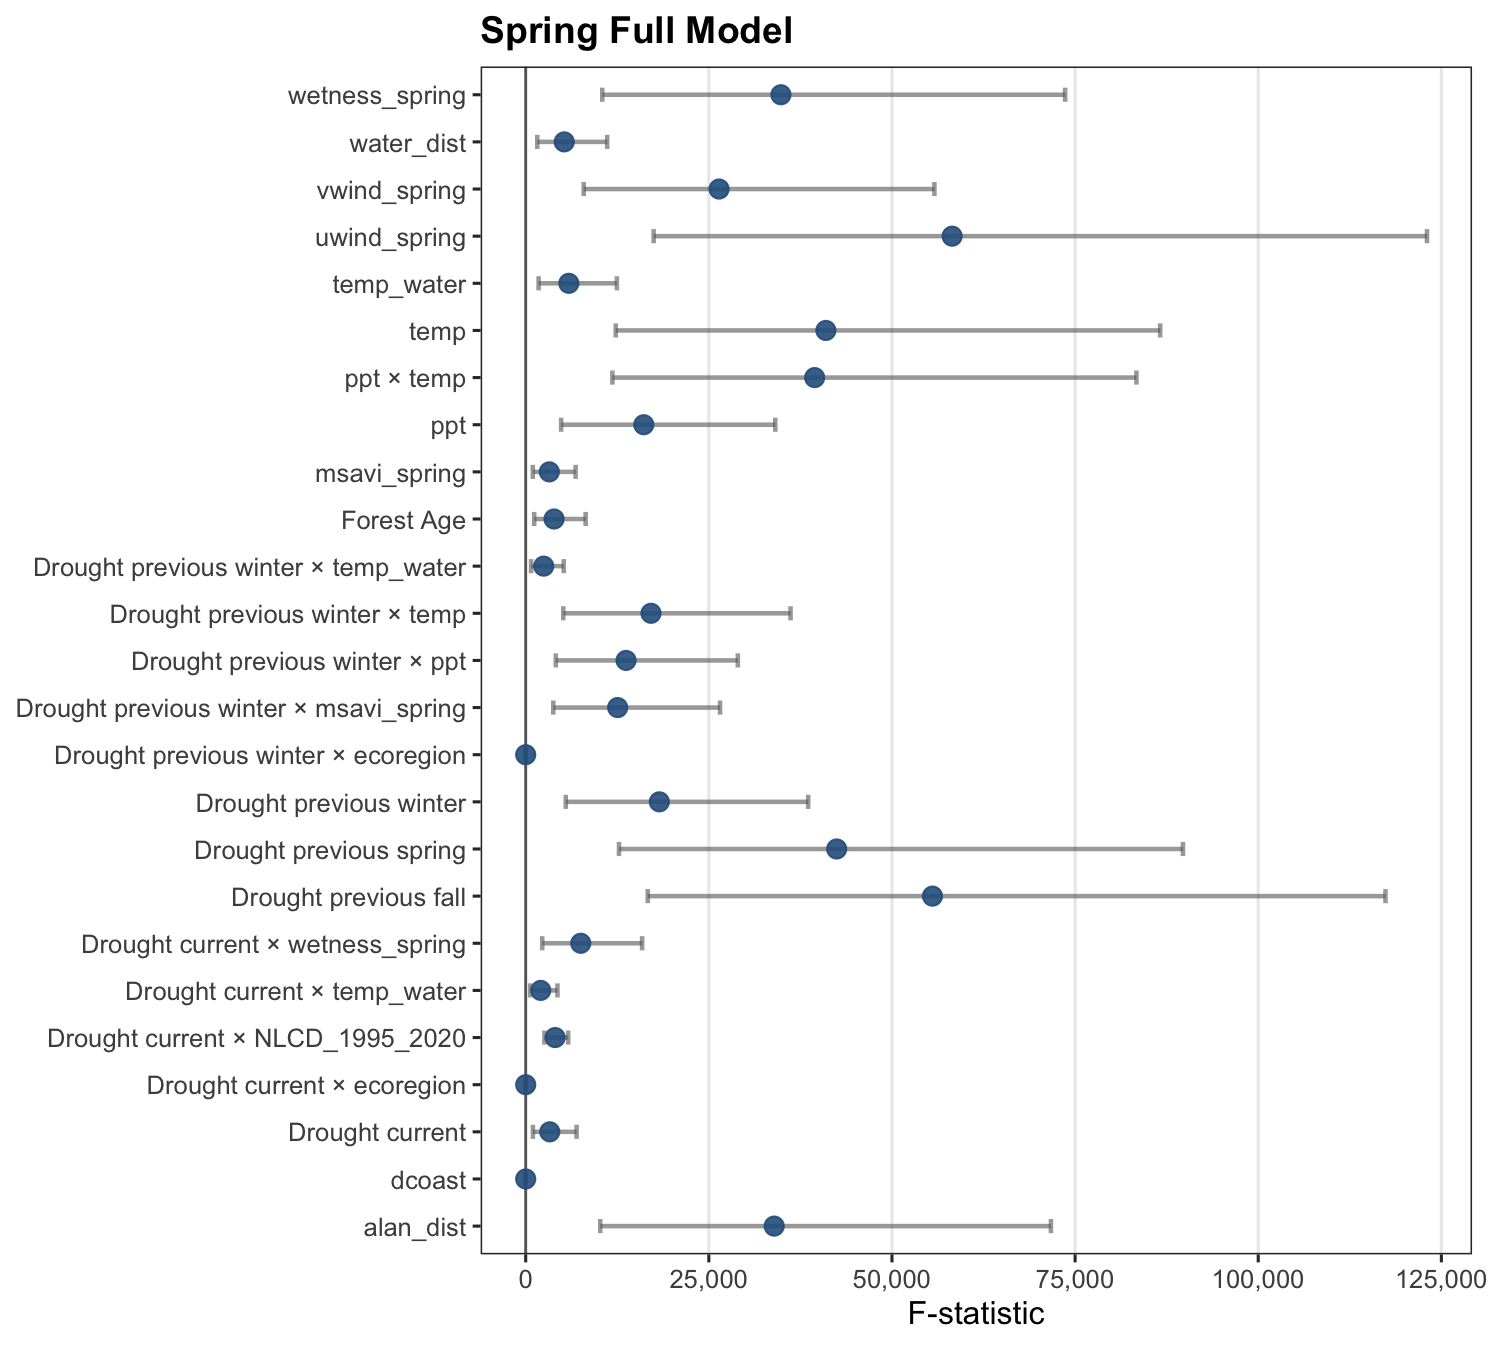 Spring Full Model
wetness_spring
water_dist
vwind_spring
uwind_spring
temp_water
temp
ppt × temp
ppt
msavi_spring
Forest Age
Drought previous winter × temp_water
Drought previous winter × temp
Drought previous winter × ppt
Drought previous winter × msavi_spring
Drought previous winter × ecoregion
Drought previous winter
Drought previous spring
Drought previous fall
Drought current × wetness_spring
Drought current × temp_water
Drought current × NLCD_1995_2020
Drought current × ecoregion
Drought current
dcoast
alan_dist
0 25,000 50,000 75,000 100,000 125,000
F-statistic